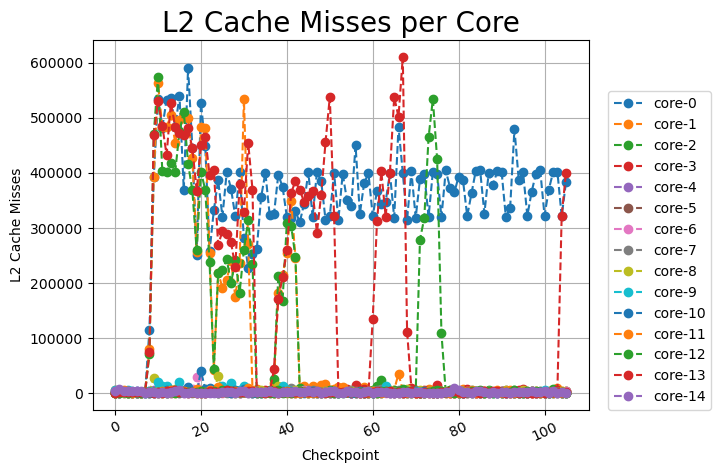 L2 Cache Misses per Core
L2 Cache Misses
600000
500000
400000
300000
200000
100000
0
0
20
40
60
80
100
Checkpoint
core-0
core-1
core-2
core-3
core-4
core-5
core-6
core-7
core-8
core-9
core-10
core-11
core-12
core-13
core-14